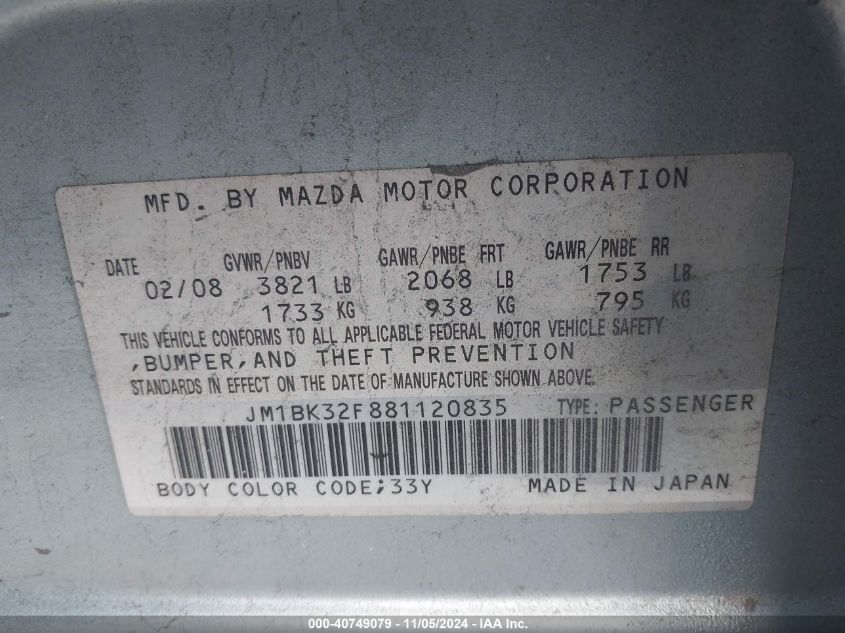 MFD. BY MAZDA MOTOR CORPORATION
DATE GVWR/PNBV GAWR/PNBE FRT GAWR/PNBE RR
02/08 3821 LB 2068 LB 1753 LB
1733 KG 938 KG 795 KG
THIS VEHICLE CONFORMS TO ALL APPLICABLE FEDERAL MOTOR VEHICLE SAFETY
,BUMPER,AND THEFT PREVENTION
STANDARDS IN EFFECT ON THE DATE OF MANUFACTURE SHOWN ABOVE.
JM1BK32F881120835 TYPE: PASSENGER
BODY COLOR CODE;33Y MADE IN JAPAN
000-40749079 - 11/05/2024 - IAAI Inc.